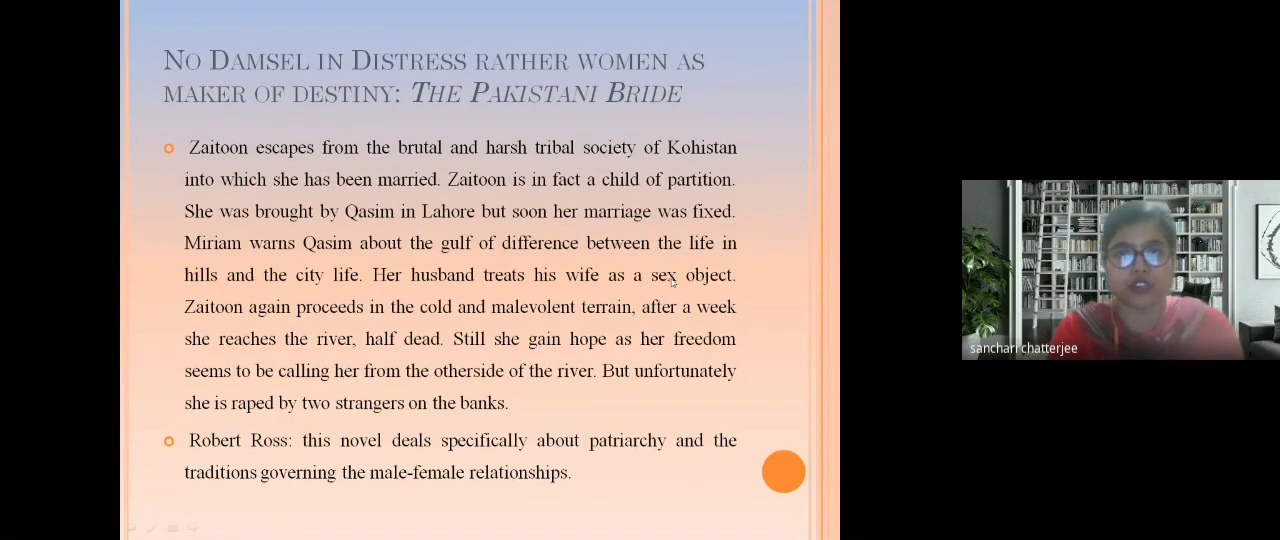 NO DAMSEL IN DISTRESS RATHER WOMEN AS
MAKER OF DESTINY: THE PAKISTANI BRIDE
Zaitoon escapes from the brutal and harsh tribal society of Kohistan
into which she has been married. Zaitoon is in fact a child of partition.
She was brought by Qasim in Lahore but soon her marriage was fixed.
Miriam warns Qasim about the gulf of difference between the life in
hills and the city life. Her husband treats his wife as a sex object.
Zaitoon again proceeds in the cold and malevolent terrain, after a week
she reaches the river, half dead. Still she gain hope as her freedom
seems to be calling her from the otherside of the river. But unfortunately
she is raped by two strangers on the banks.
Robert Ross: this novel deals specifically about patriarchy and the
traditions governing the male-female relationships.
sanchari chatterjee